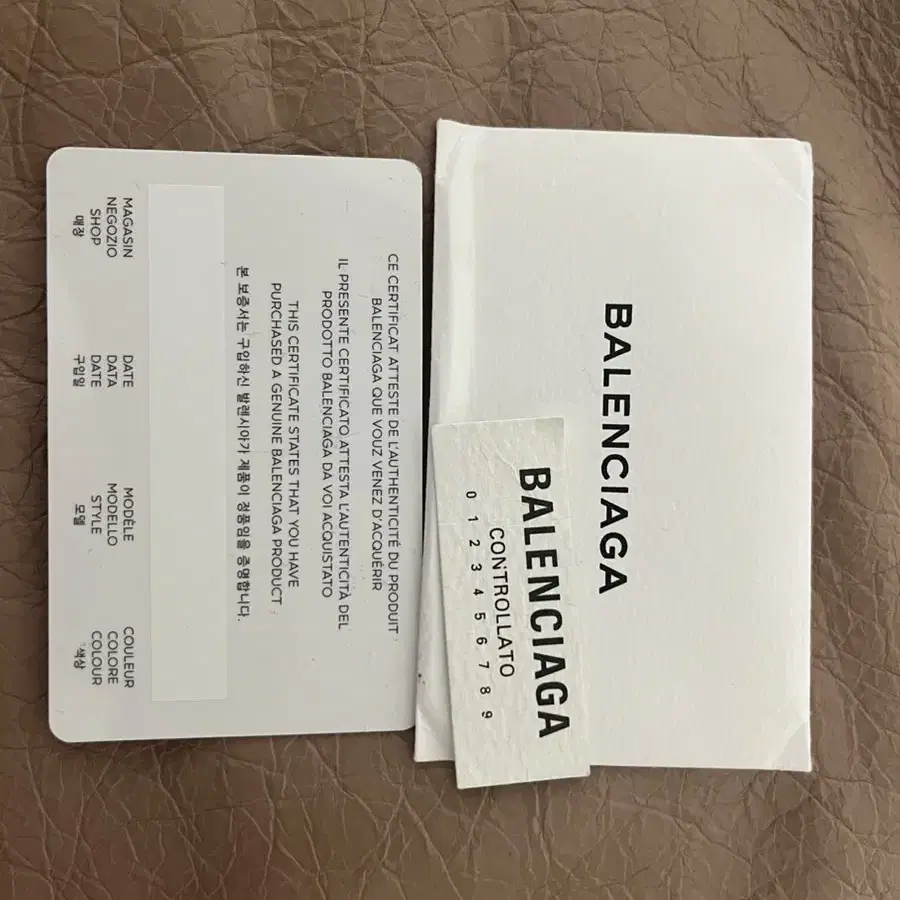 BALENCIAGA
BALENCIAGA
CONTROLLATO
0 1 2 3 4 5 6 7 8 9
CE CERTIFICAT ATTESTE DE L'AUTHENTICITÉ DU PRODUIT
BALENCIAGA QUE VOUZ VENEZ D'ACQUÉRIR
IL PRESENTE CERTIFICATO ATTESTA L'AUTENTICITÀ DEL
PRODOTTO BALENCIAGA DA VOI ACQUISTATO
THIS CERTIFICATE STATES THAT YOU HAVE
PURCHASED A GENUINE BALENCIAGA PRODUCT
본 보증서는 구입하신 발렌시아가 제품이 정품임을 증명합니다.
MAGASIN
NEGOZIO
SHOP
매장
DATE
DATA
DATE
구입일
MODÈLE
MODELLO
STYLE
모델
COULEUR
COLORE
COLOUR
색상